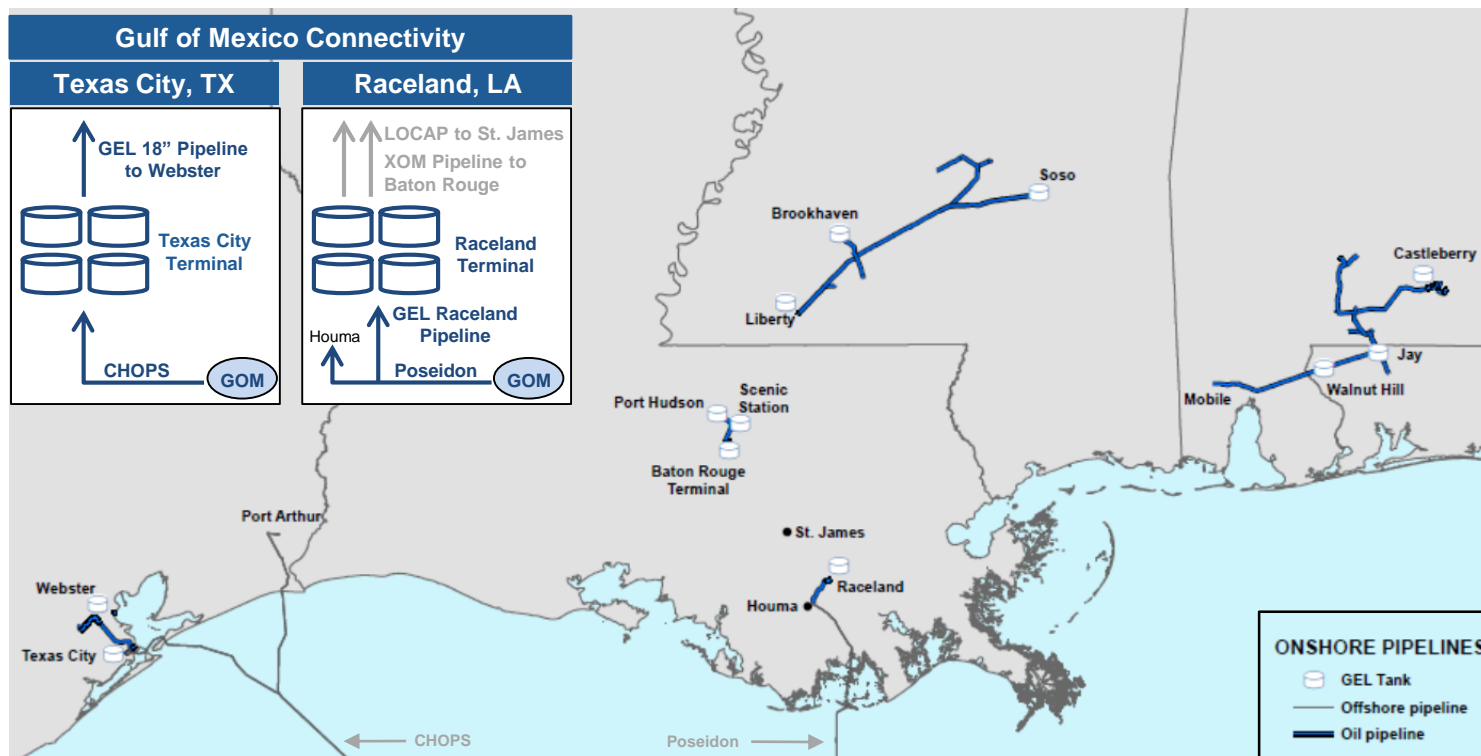 Gulf of Mexico Connectivity
Texas City, TX
Raceland, LA
GEL 18” Pipeline
to Webster
Texas City
Terminal
CHOPS
GOM
LOCAP to St. James
XOM Pipeline to
Baton Rouge
Raceland
Terminal
GEL Raceland
Pipeline
Houma
Poseidon
GOM
Soso
Brookhaven
Liberty
Castleberry
Jay
Walnut Hill
Mobile
Port Hudson
Scenic
Station
Baton Rouge
Terminal
Port Arthur
St. James
Raceland
Houma
Webster
Texas City
CHOPS
Poseidon
ONSHORE PIPELINES
GEL Tank
Offshore pipeline
Oil pipeline